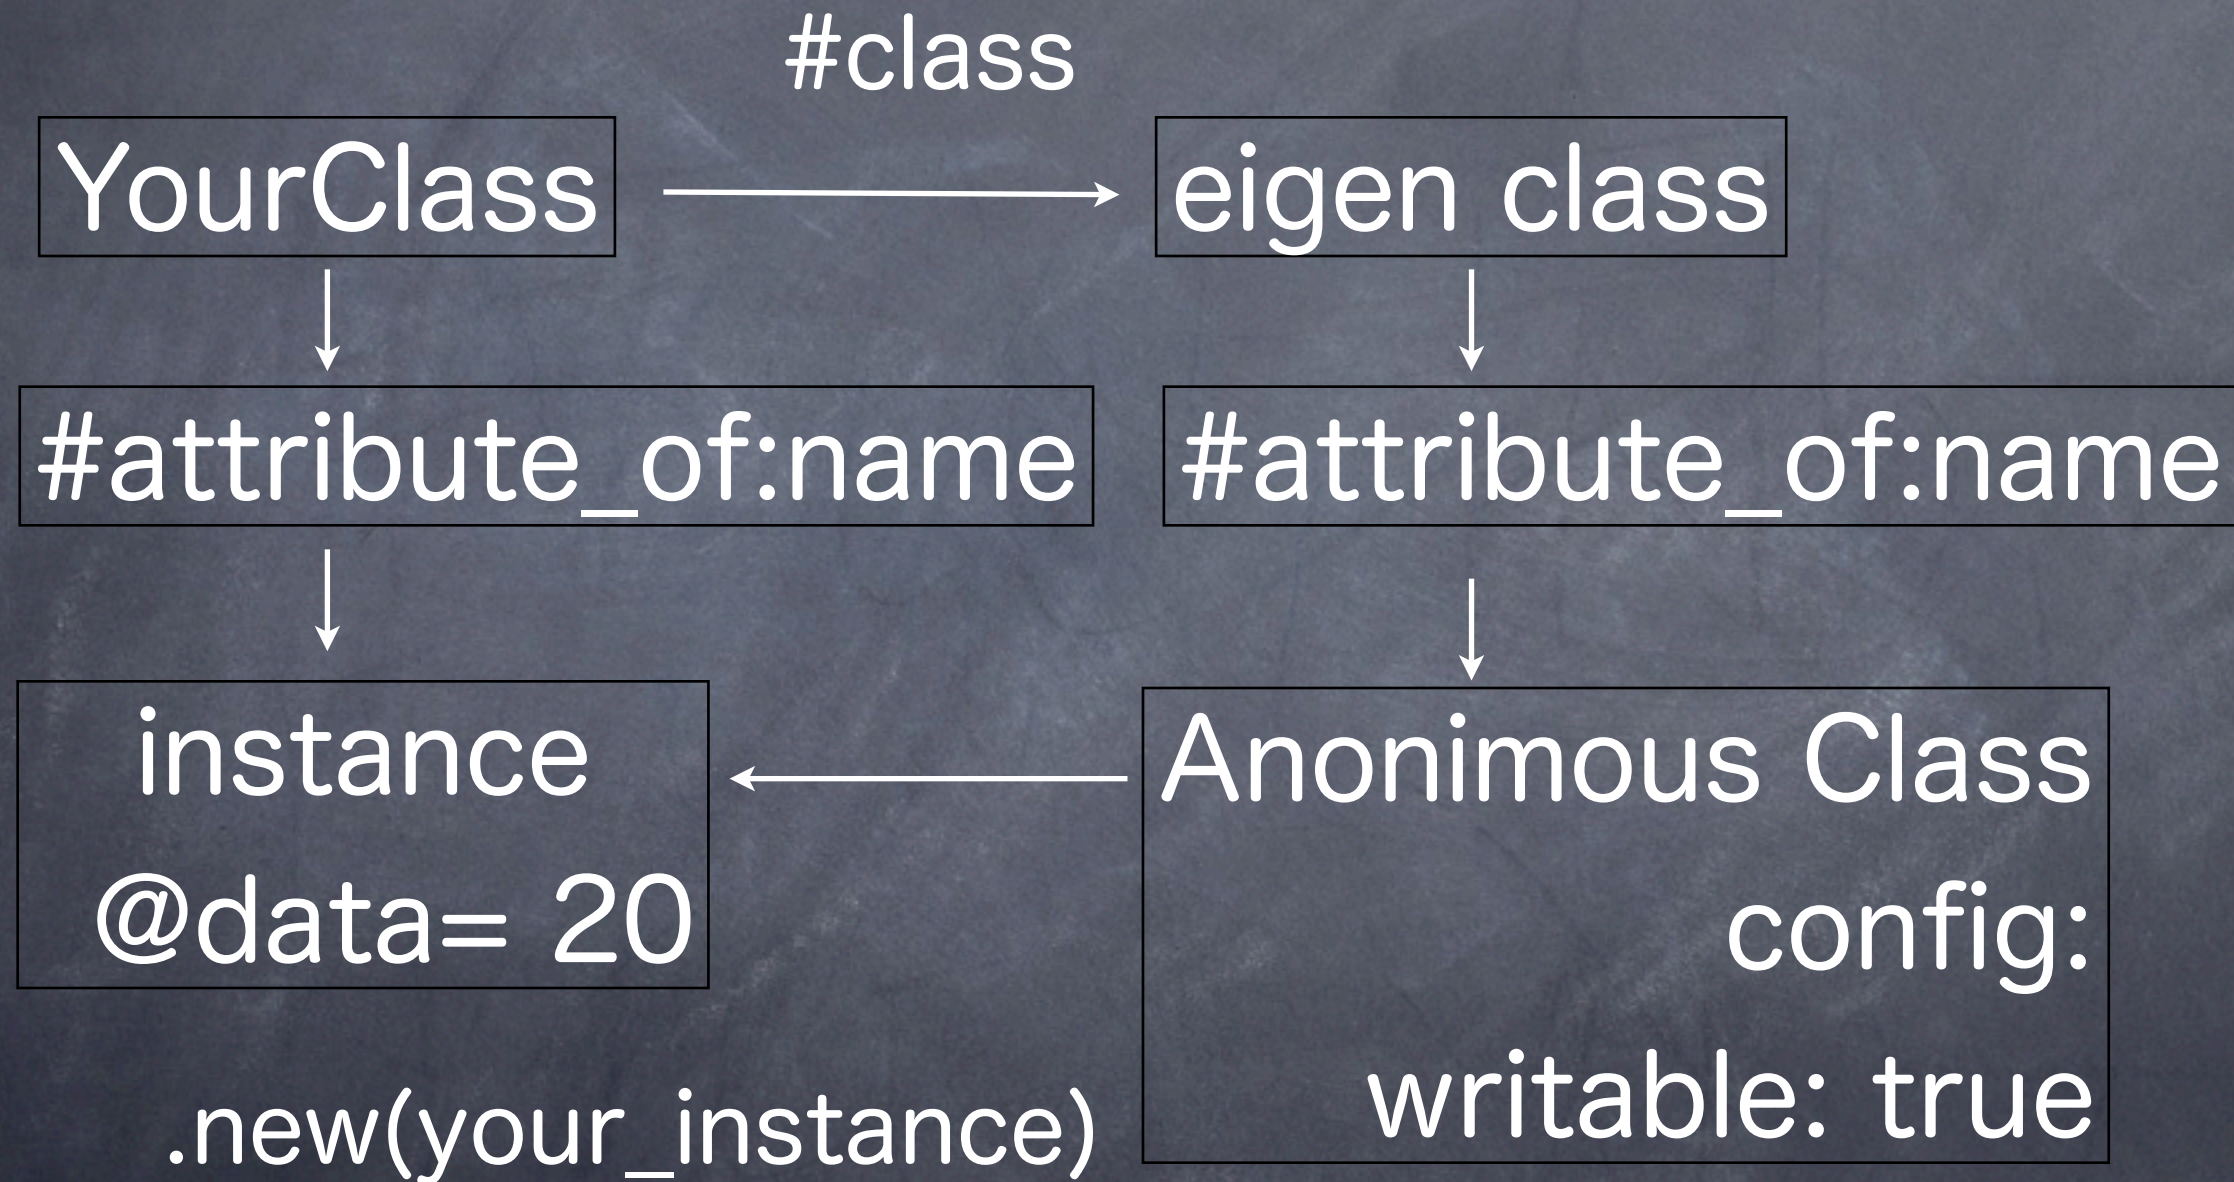 #class
YourClass
eigen class
#attribute_of:name
#attribute_of:name
instance
@data= 20
Anonimous Class
config:
writable: true
.new(your_instance)